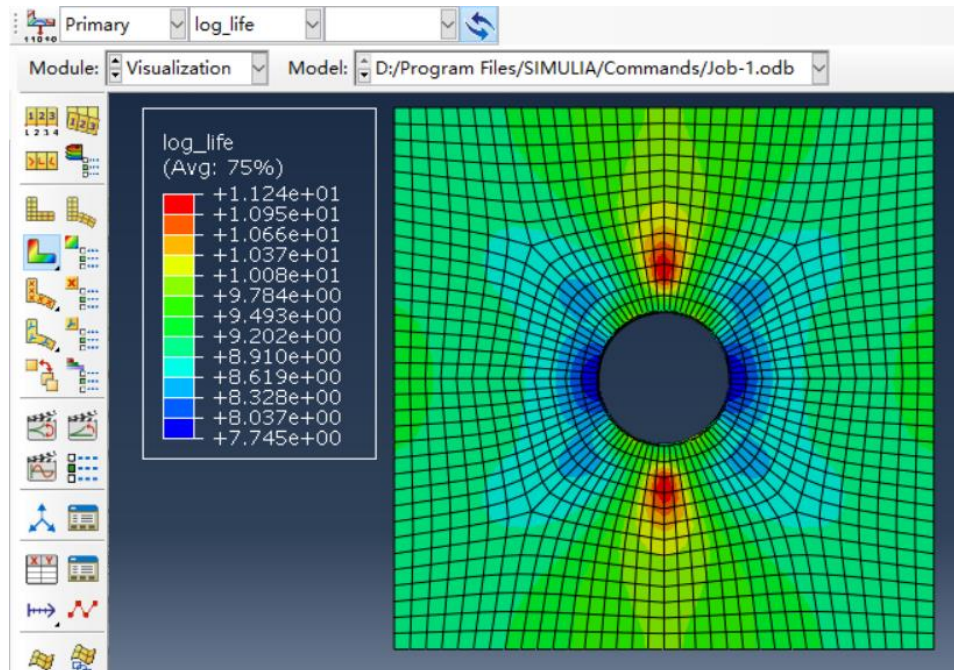 Primary log_life
Module: Visualization Model: D:/Program Files/SIMULIA/Commands/Job-1.odb
log_life
(Avg: 75%)
+1.124e+01
+1.095e+01
+1.066e+01
+1.037e+01
+1.008e+01
+9.784e+00
+9.493e+00
+9.202e+00
+8.910e+00
+8.619e+00
+8.328e+00
+8.037e+00
+7.745e+00
X Y